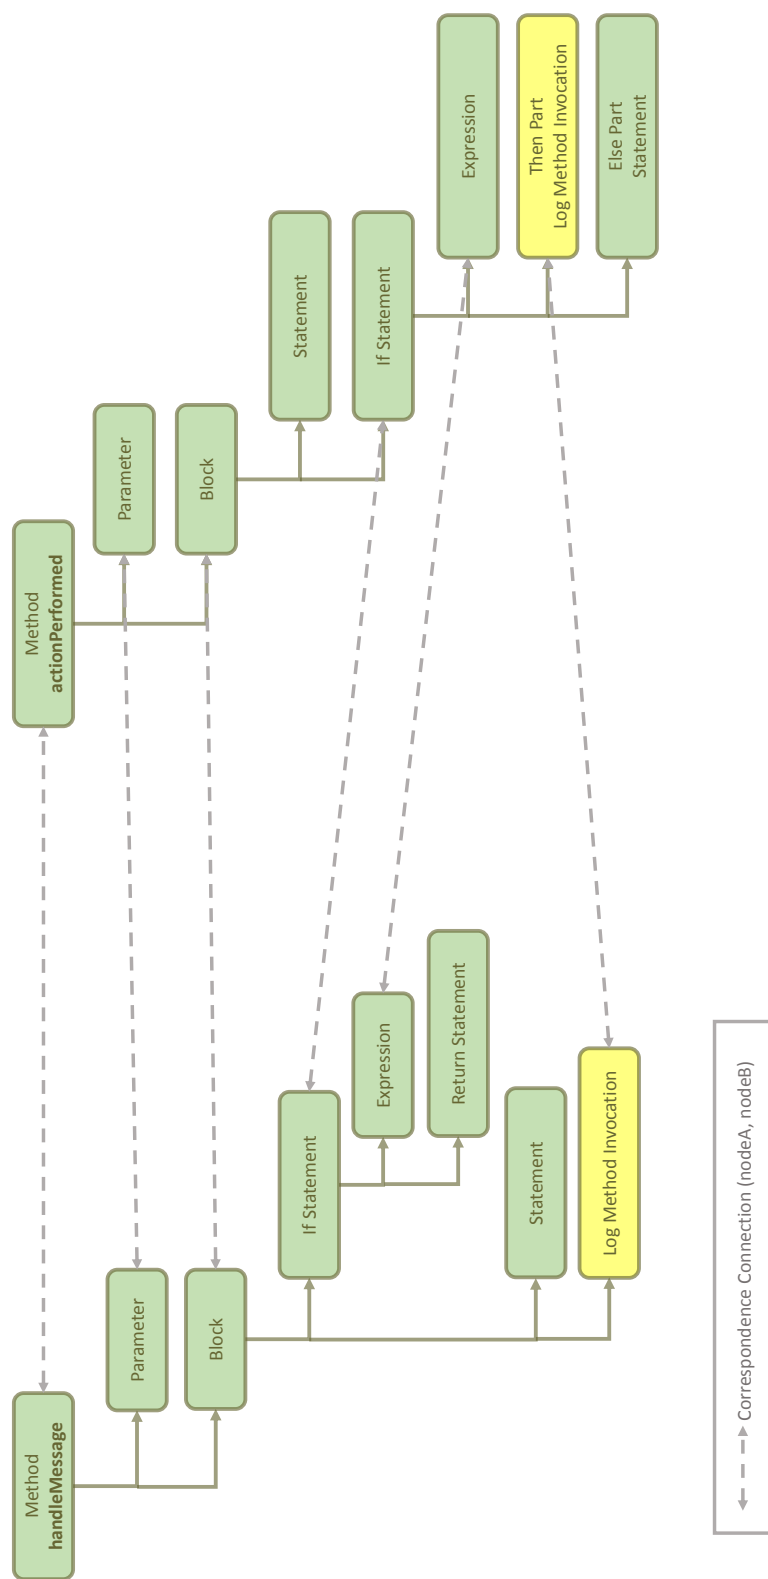 Method
handleMessage
Parameter
Block
If Statement
Expression
Return Statement
Statement
Log Method Invocation
Method
actionPerformed
Parameter
Block
Statement
If Statement
Expression
Then Part
Log Method Invocation
Else Part
Statement
Correspondence Connection (nodeA, nodeB)